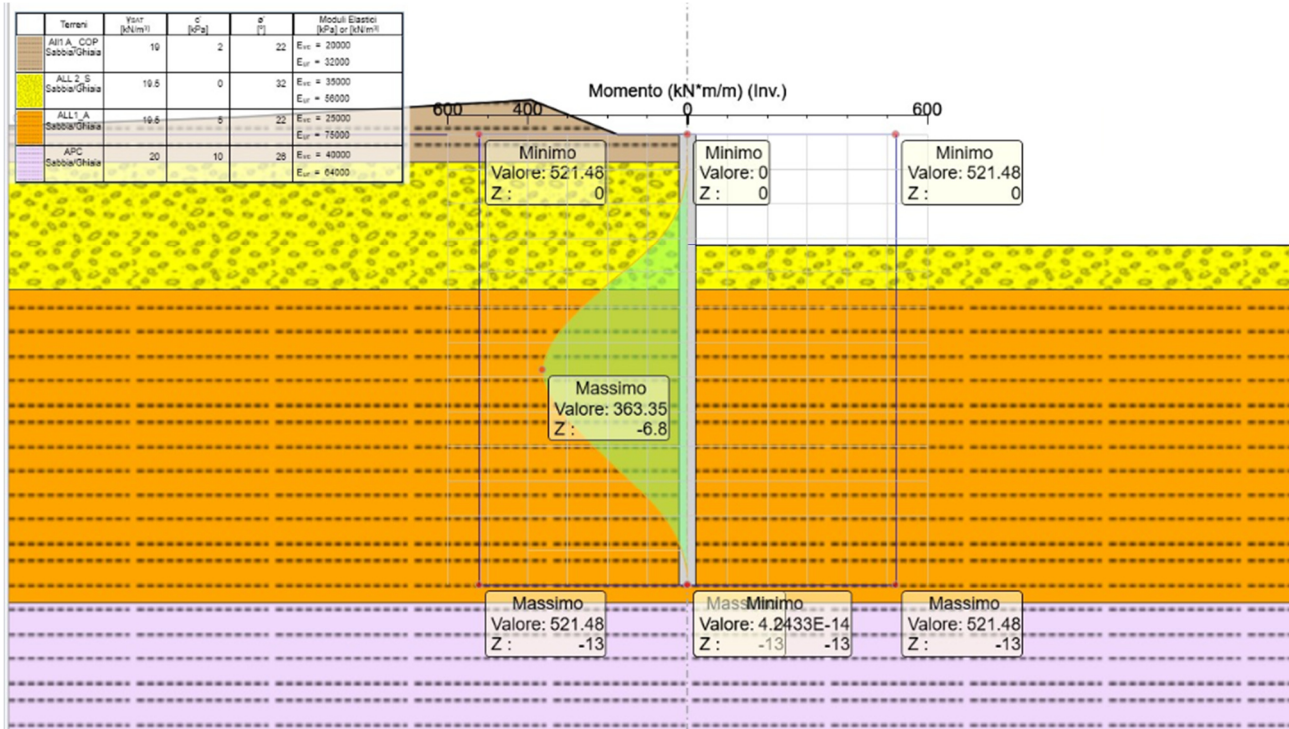 Terreni γSAT c' ø' Moduli Elastici
[kN/m³] [kPa] [°] [kPa] or [kN/m³]
All1 A_ COP
Sabbia/Ghiaia 19 2 22 Evc = 20000
Eur = 32000
ALL 2_S
Sabbia/Ghiaia 19.5 0 32 Evc = 35000
Eur = 56000
ALL1_A
Sabbia/Ghiaia 19.5 5 22 Evc = 25000
Eur = 75000
APC
Sabbia/Ghiaia 20 10 26 Evc = 40000
Eur = 64000
Momento (kN*m/m) (Inv.)
600 400 0 600
Minimo
Valore: 521.48
Z : 0
Minimo
Valore: 0
Z : 0
Minimo
Valore: 521.48
Z : 0
Massimo
Valore: 363.35
Z : -6.8
Massimo
Valore: 521.48
Z : -13
Minimo
Valore: 4.2433E-14
-13
-13
Massimo
Valore: 521.48
Z : -13